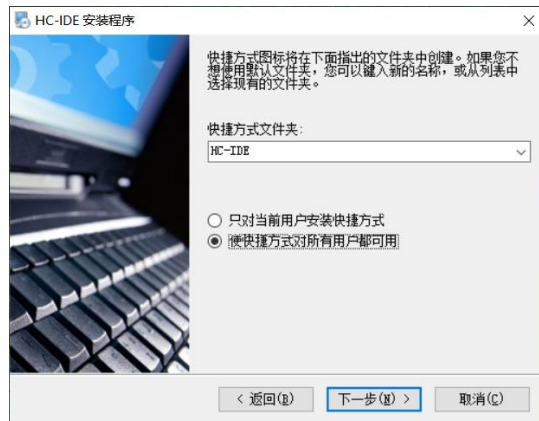 HC-IDE 安装程序
快捷方式图标将在下面指出的文件夹中创建。如果您不
想使用默认文件夹，您可以键入新的名称，或从列表中
选择现有的文件夹。
快捷方式文件夹:
HC-IDE
只对当前用户安装快捷方式
使快捷方式对所有用户都可用
< 返回(B)
下一步(N) >
取消(C)